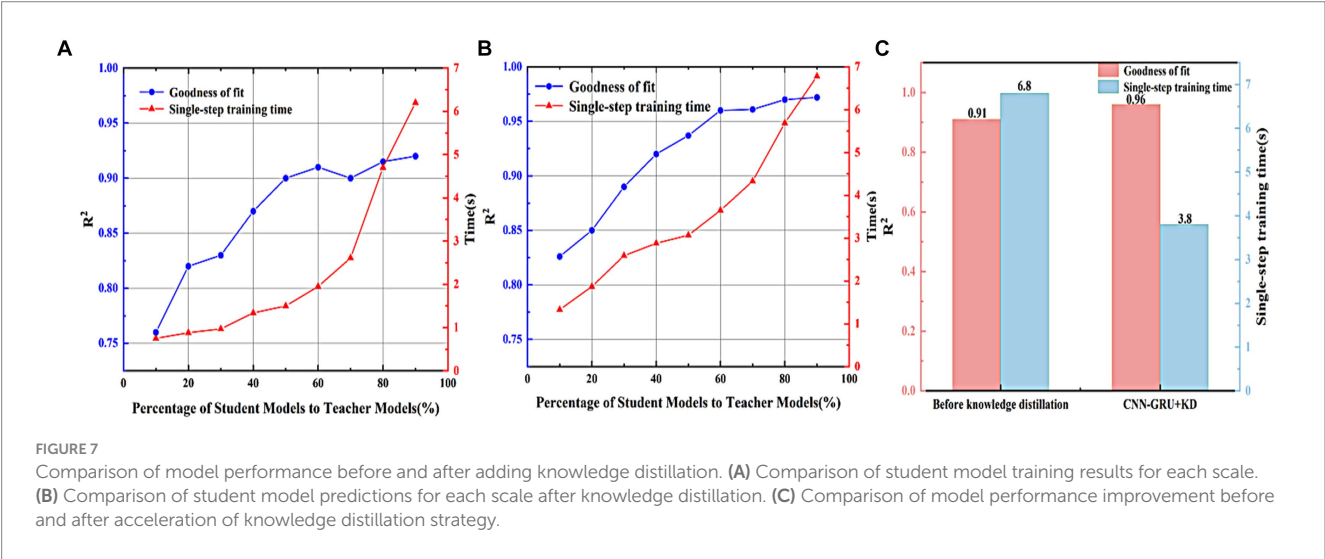 A
1.00
0.95
0.90
0.85
0.80
0.75
R²
Goodness of fit
Single-step training time
7
6
5
4
3
2
1
0
Time(s)
0 20 40 60 80 100
Percentage of Student Models to Teacher Models(%)
B
1.00
0.95
0.90
0.85
0.80
0.75
R²
Goodness of fit
Single-step training time
7
6
5
4
3
2
1
0
Time(s)
0 20 40 60 80 100
Percentage of Student Models to Teacher Models(%)
C
1.0
0.8
0.6
0.4
0.2
0.0
R²
Goodness of fit
Single-step training time
0.91
6.8
0.96
3.8
7
6
5
4
3
2
1
0
Single-step training time(s)
Before knowledge distillation
CNN-GRU+KD
FIGURE 7
Comparison of model performance before and after adding knowledge distillation. (A) Comparison of student model training results for each scale.
(B) Comparison of student model predictions for each scale after knowledge distillation. (C) Comparison of model performance improvement before
and after acceleration of knowledge distillation strategy.